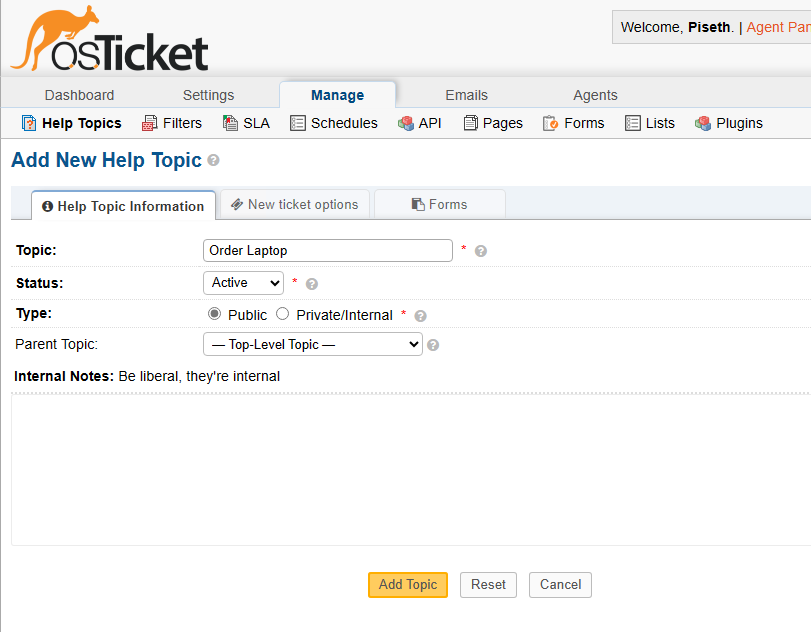 osTicket
Welcome, Piseth. | Agent Pan
Dashboard Settings Manage Emails Agents
Help Topics Filters SLA Schedules API Pages Forms Lists Plugins
Add New Help Topic
Help Topic Information New ticket options Forms
Topic: Order Laptop *
Status: Active *
Type: Public Private/Internal *
Parent Topic: — Top-Level Topic —
Internal Notes: Be liberal, they're internal
Add Topic Reset Cancel